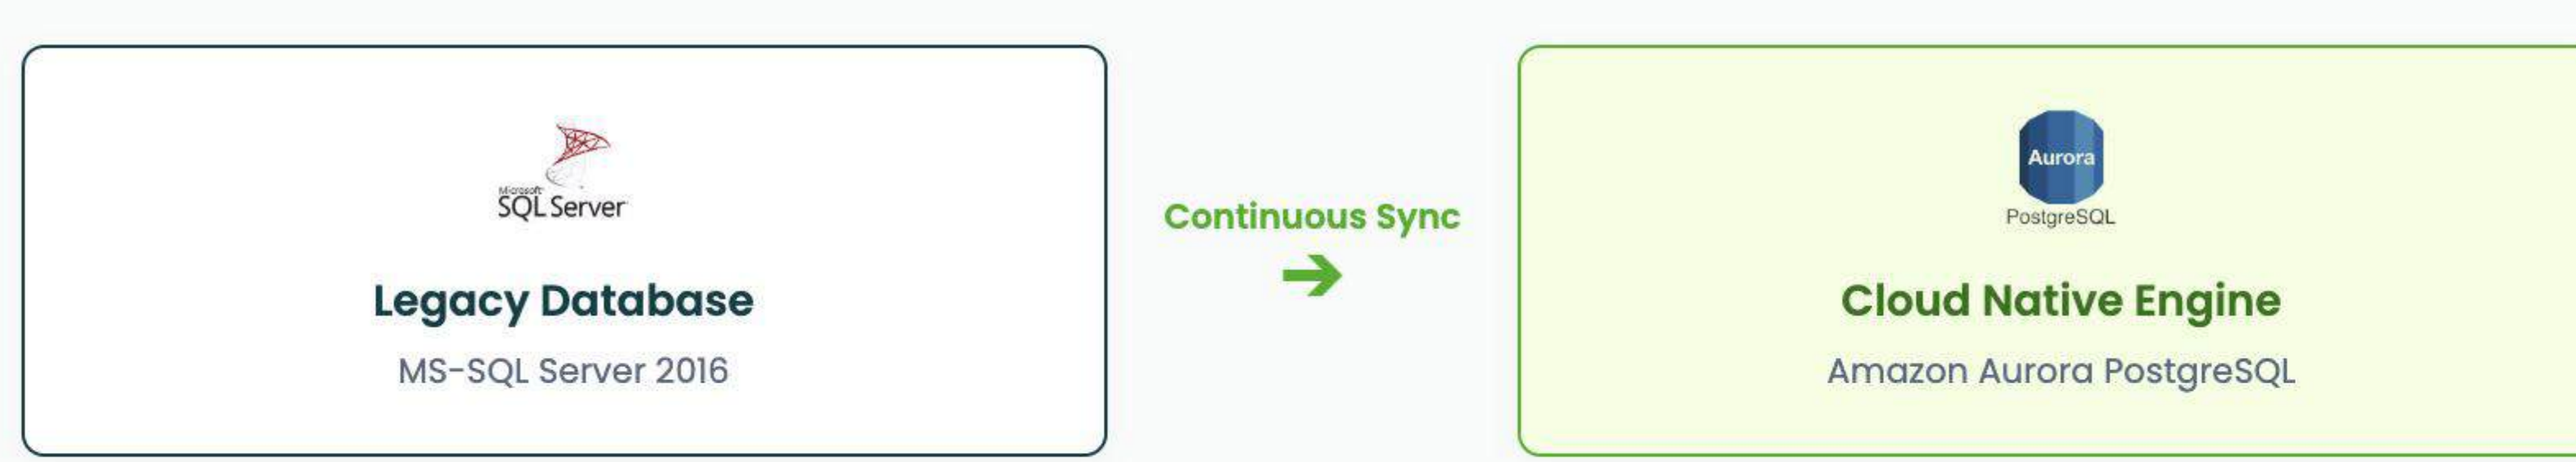 Microsoft
SQL Server
Legacy Database
MS-SQL Server 2016
Continuous Sync
Aurora
PostgreSQL
Cloud Native Engine
Amazon Aurora PostgreSQL